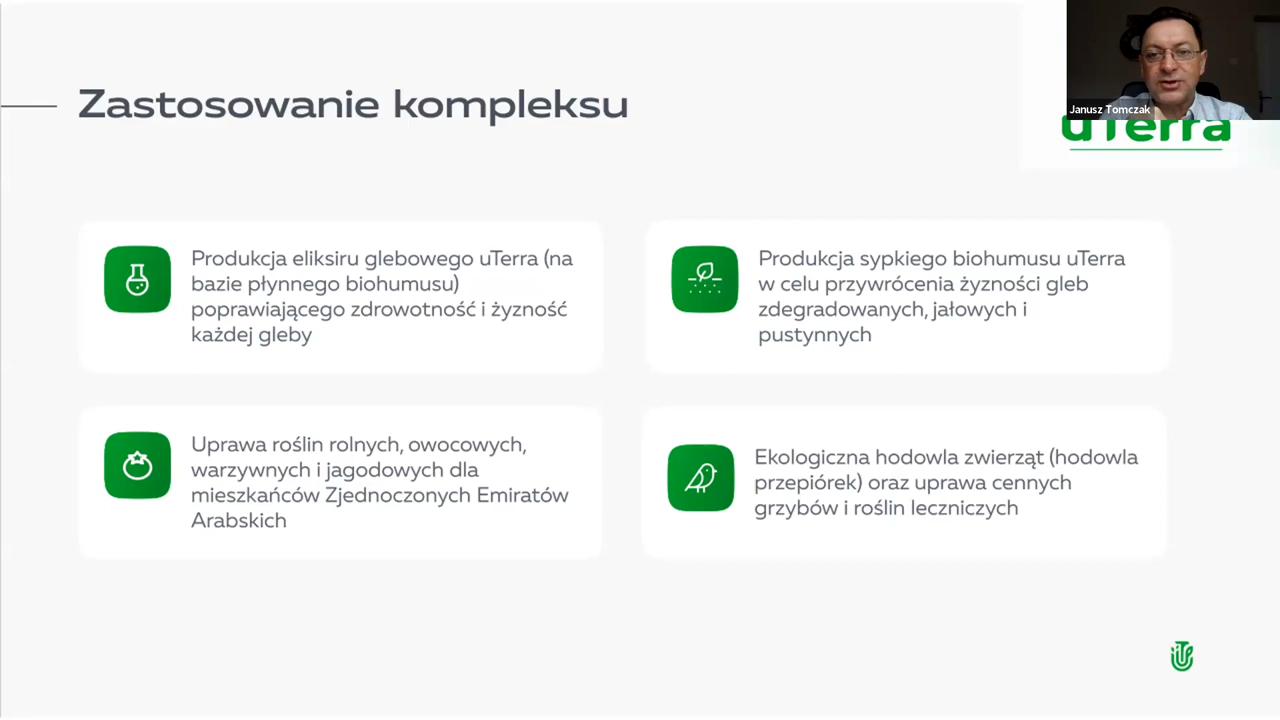 Zastosowanie kompleksu
Janusz Tomczak
uTerra
Produkcja eliksiru glebowego uTerra (na
bazie płynnego biohumusu)
poprawiającego zdrowotność i żyzność
każdej gleby
Produkcja sypkiego biohumusu uTerra
w celu przywrócenia żyzności gleb
zdegradowanych, jałowych i
pustynnych
Uprawa roślin rolnych, owocowych,
warzywnych i jagodowych dla
mieszkańców Zjednoczonych Emiratów
Arabskich
Ekologiczna hodowla zwierząt (hodowla
przepiórek) oraz uprawa cennych
grzybów i roślin leczniczych